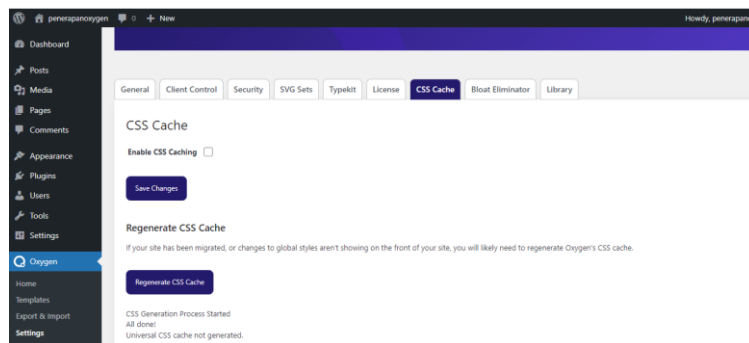 penerapanoxygen 0 + New Howdy, penerapano
Dashboard
Posts
Media
Pages
Comments
Appearance
Plugins
Users
Tools
Settings
Oxygen
Home
Templates
Export & Import
Settings
General Client Control Security SVG Sets Typekit License CSS Cache Bloat Eliminator Library
CSS Cache
Enable CSS Caching
Save Changes
Regenerate CSS Cache
If your site has been migrated, or changes to global styles aren't showing on the front of your site, you will likely need to regenerate Oxygen's CSS cache.
Regenerate CSS Cache
CSS Generation Process Started
All done!
Universal CSS cache not generated.